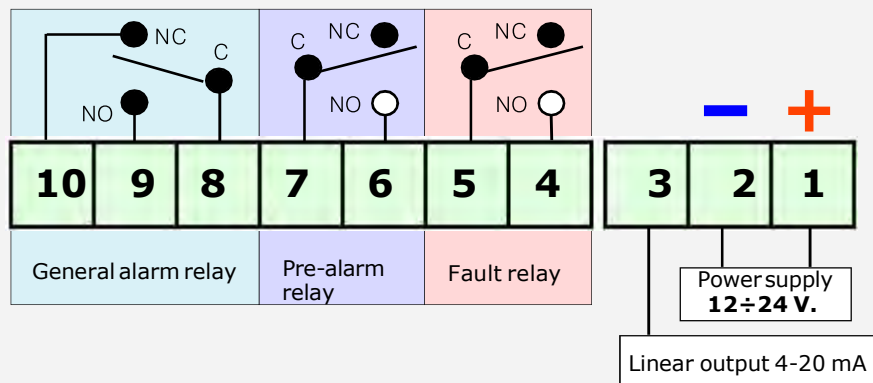 NC
C
NO
C
NC
NO
C
NC
NO
− +
10 9 8 7 6 5 4 3 2 1
General alarm relay
Pre-alarm
relay
Fault relay
Power supply
12÷24 V.
Linear output 4-20 mA